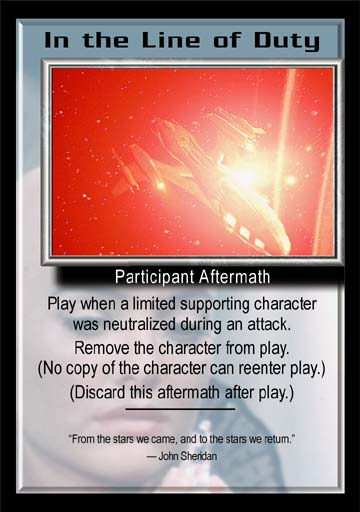 In the Line of Duty
Participant Aftermath
Play when a limited supporting character
was neutralized during an attack.
Remove the character from play.
(No copy of the character can reenter play.)
(Discard this aftermath after play.)
“From the stars we came, and to the stars we return.”
— John Sheridan